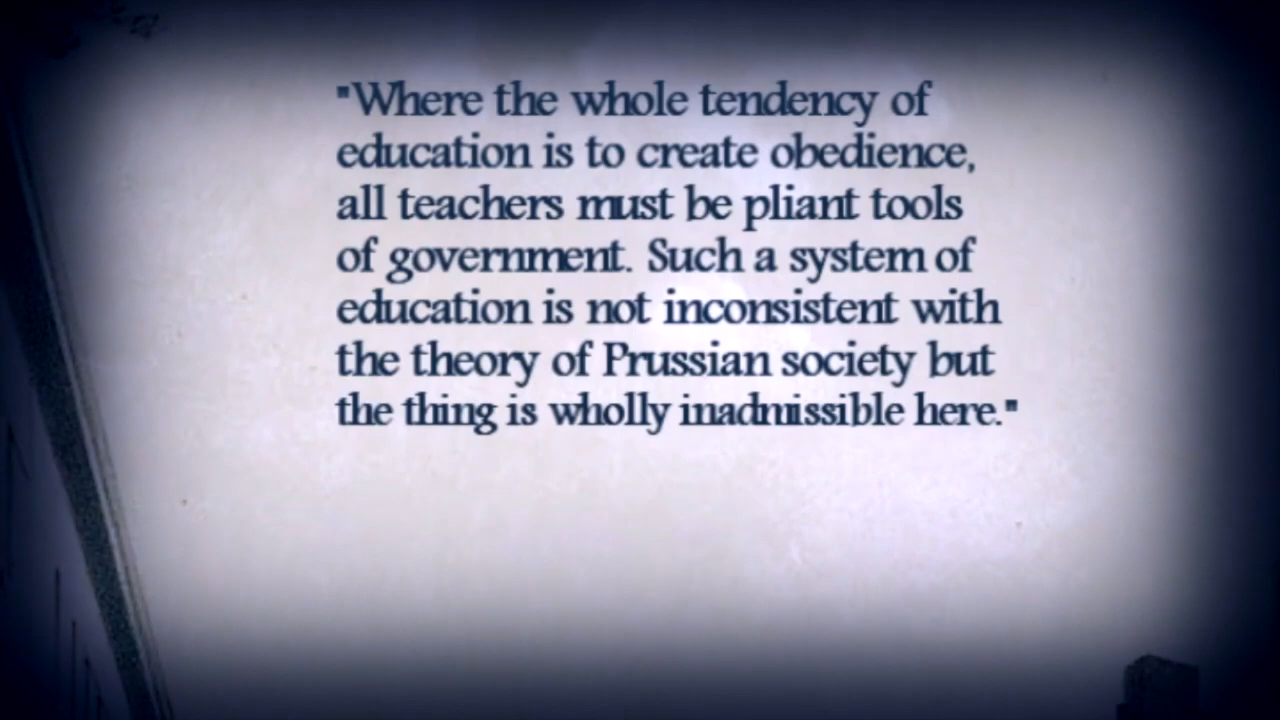 "Where the whole tendency of
education is to create obedience,
all teachers must be pliant tools
of government. Such a system of
education is not inconsistent with
the theory of Prussian society but
the thing is wholly inadmissible here."